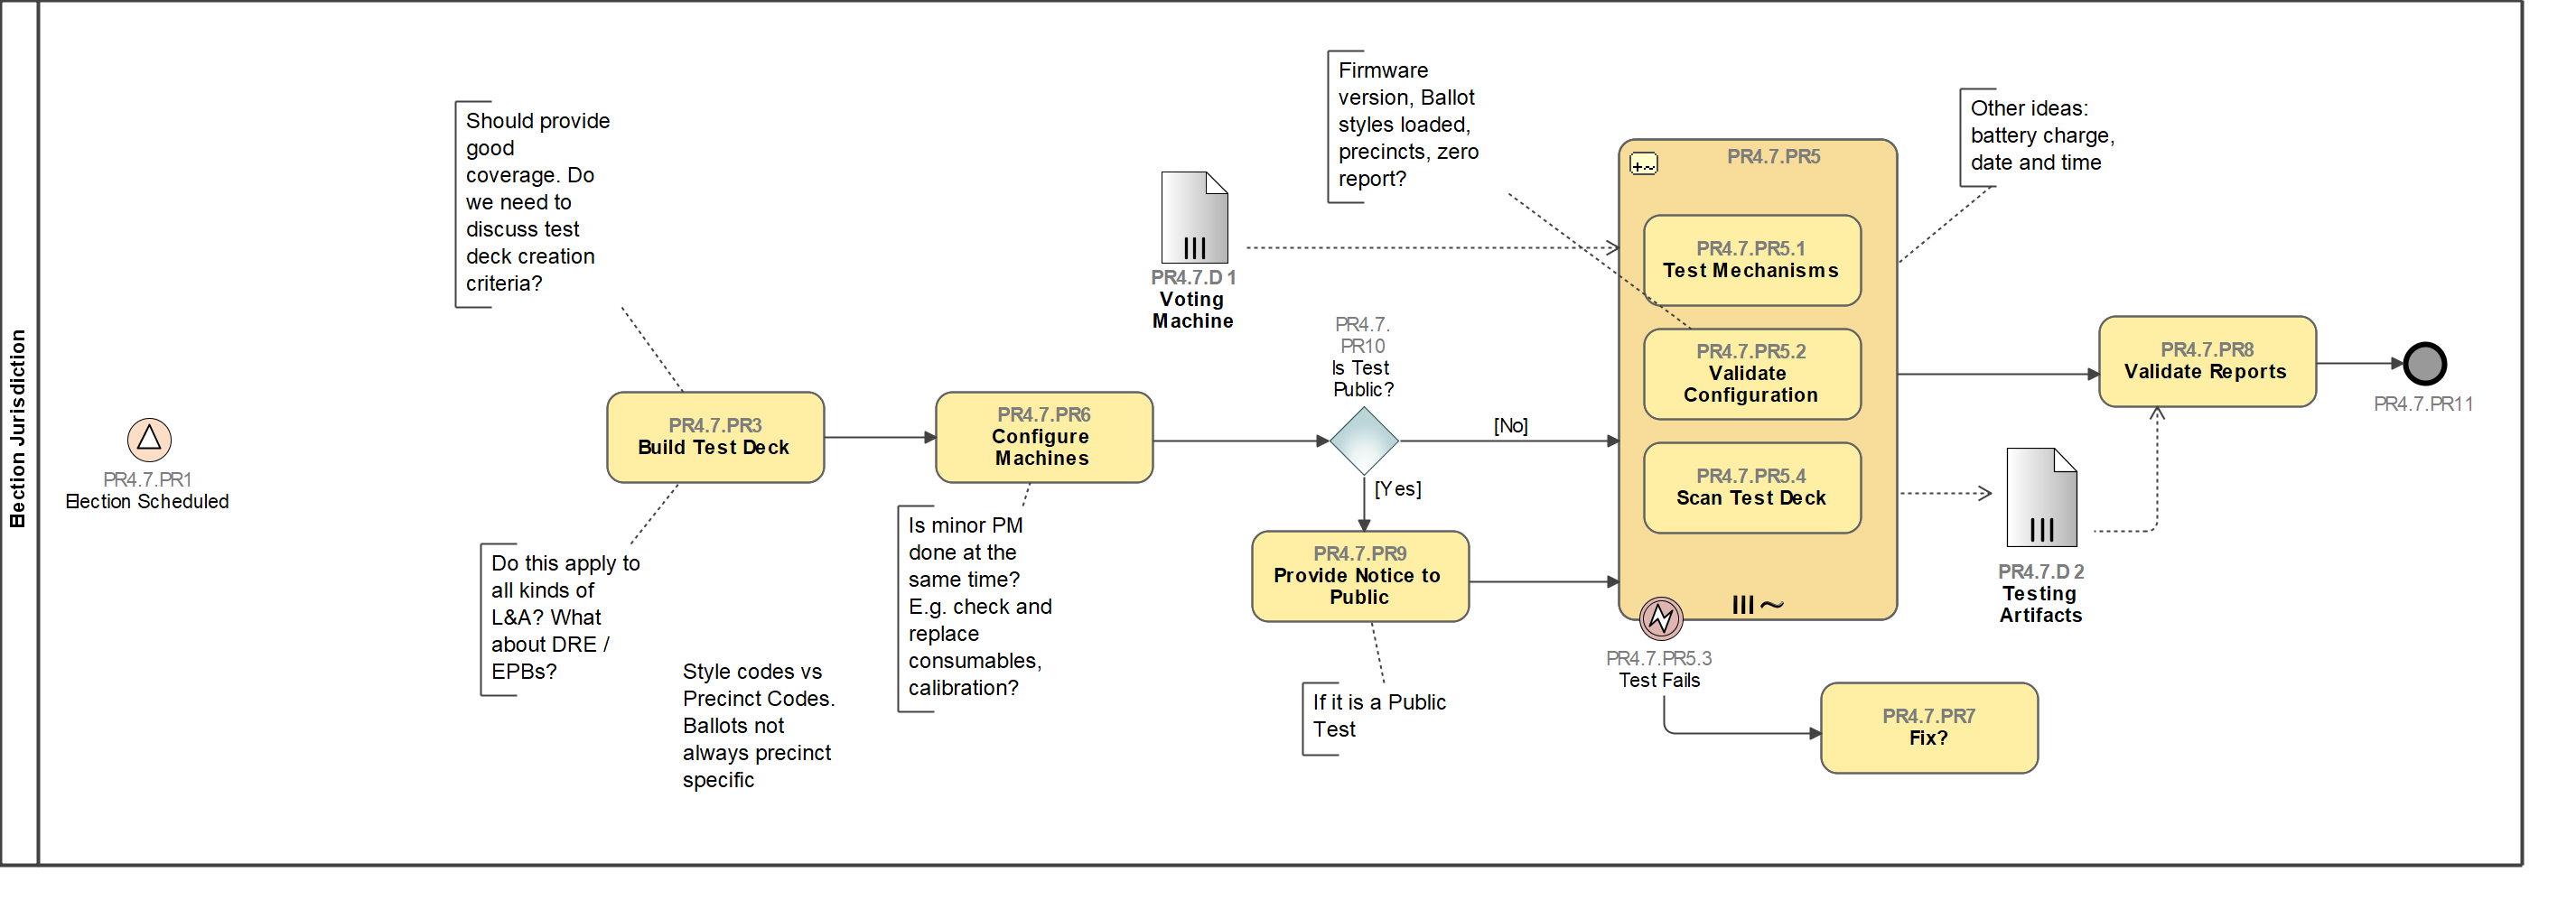 Election Jurisdiction
PR4.7.PR1
Election Scheduled
Should provide
good
coverage. Do
we need to
discuss test
deck creation
criteria?
PR4.7.PR3
Build Test Deck
Do this apply to
all kinds of
L&A? What
about DRE /
EPBs?
Style codes vs
Precinct Codes.
Ballots not
always precinct
specific
PR4.7.PR6
Configure
Machines
Is minor PM
done at the
same time?
E.g. check and
replace
consumables,
calibration?
PR4.7.D 1
Voting
Machine
Firmware
version, Ballot
styles loaded,
precincts, zero
report?
PR4.7.
PR10
Is Test
Public?
[No]
[Yes]
PR4.7.PR9
Provide Notice to
Public
If it is a Public
Test
PR4.7.PR5
PR4.7.PR5.1
Test Mechanisms
PR4.7.PR5.2
Validate
Configuration
PR4.7.PR5.4
Scan Test Deck
PR4.7.PR5.3
Test Fails
PR4.7.PR7
Fix?
Other ideas:
battery charge,
date and time
PR4.7.D 2
Testing
Artifacts
PR4.7.PR8
Validate Reports
PR4.7.PR11